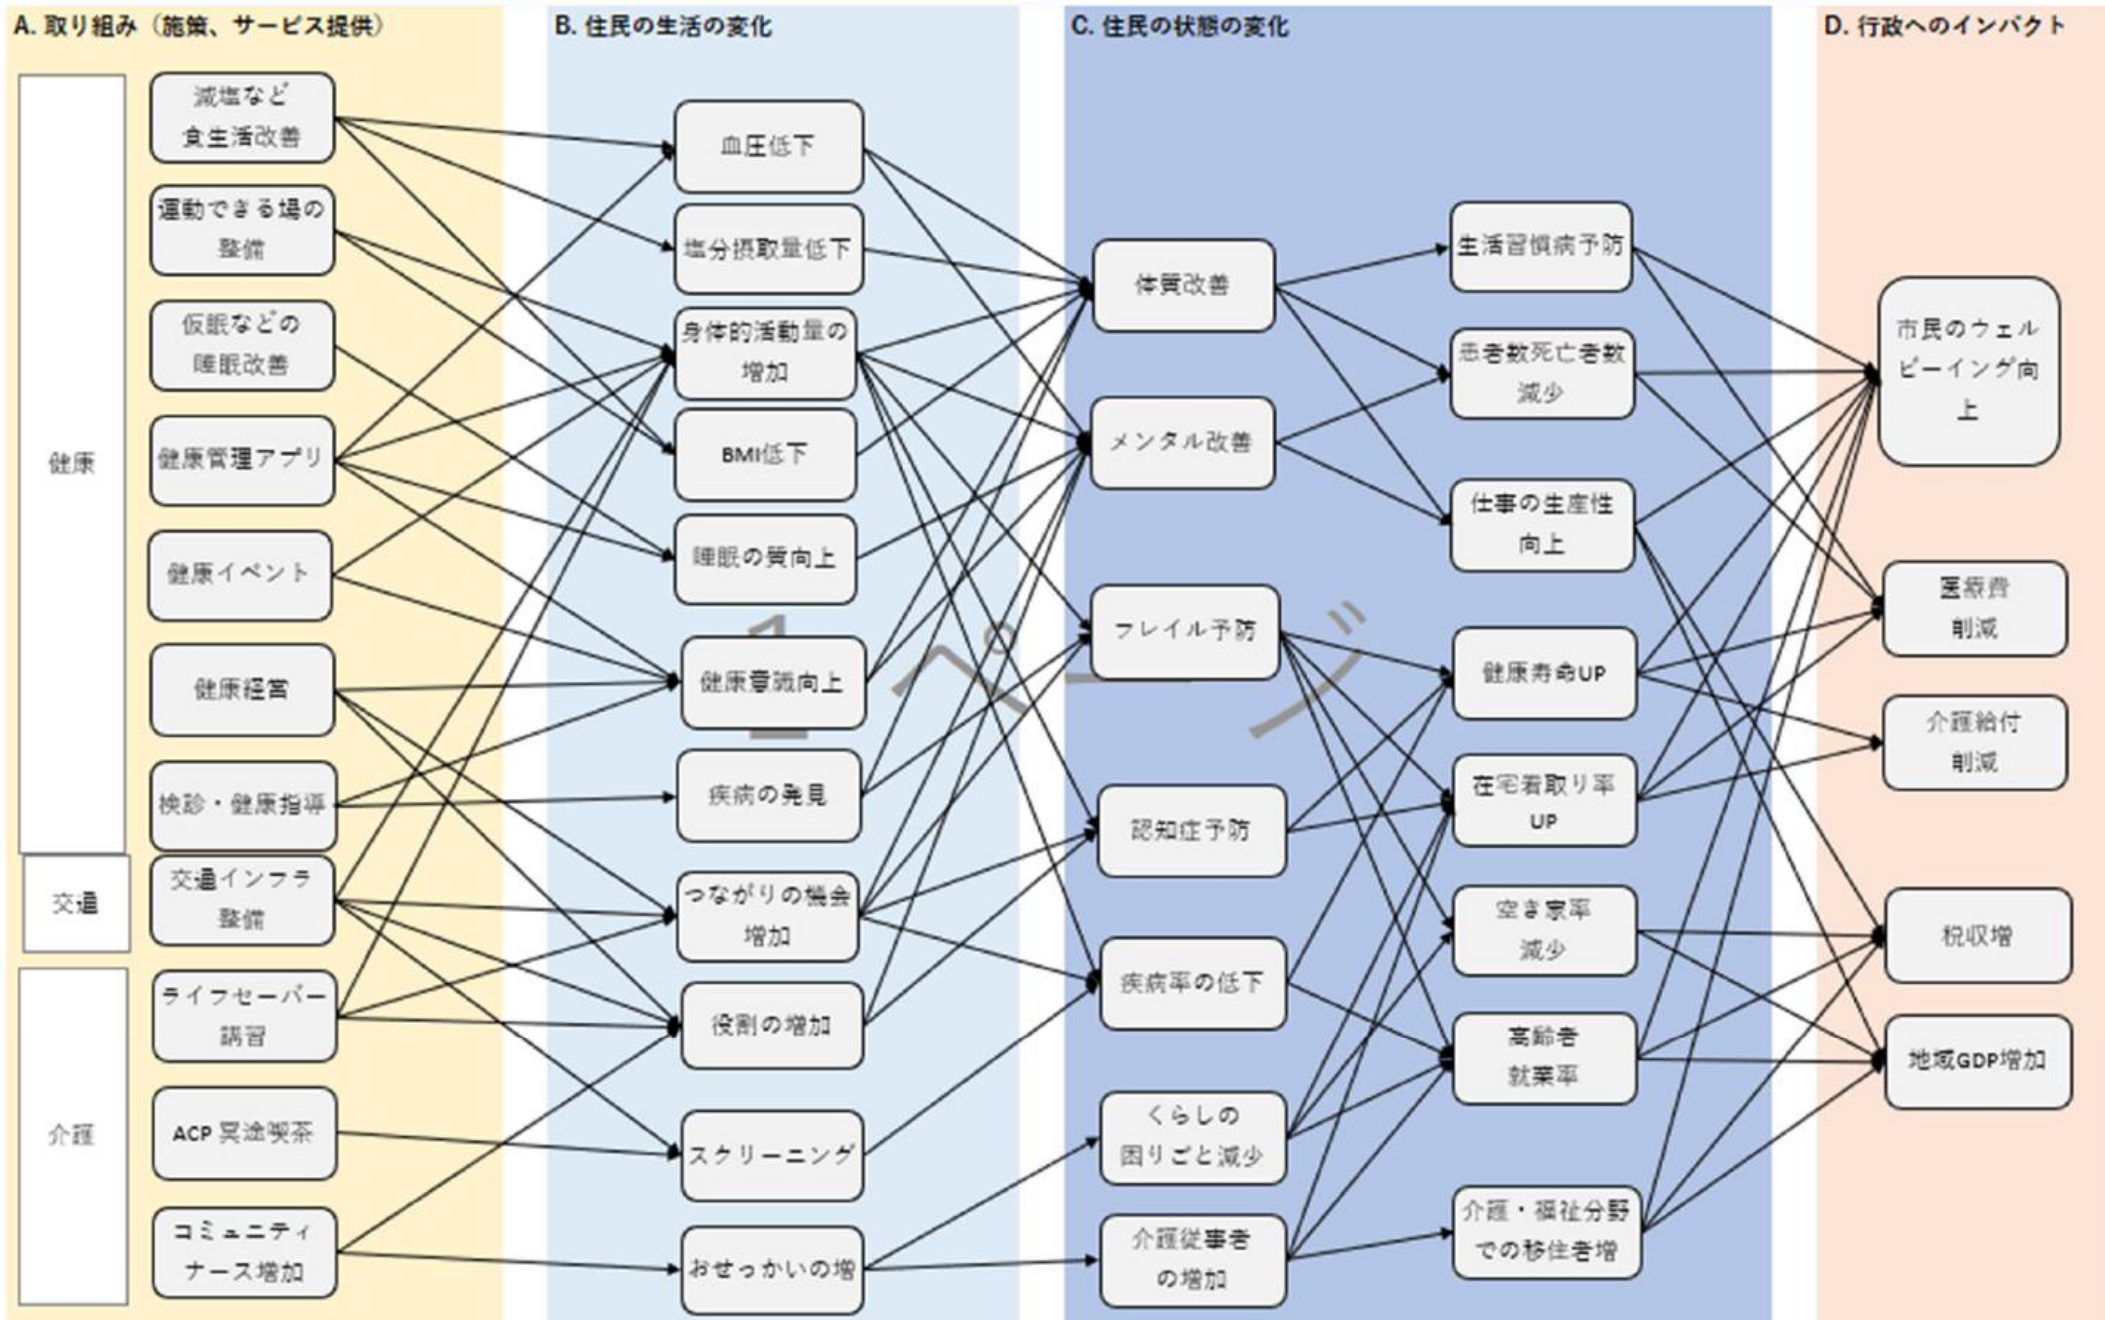 A. 取り組み（施策、サービス提供）
B. 住民の生活の変化
C. 住民の状態の変化
D. 行政へのインパクト
健康
減塩など
食生活改善
運動できる場の
整備
仮眠などの
睡眠改善
健康管理アプリ
健康イベント
健康経営
検診・健康指導
交通
交通インフラ
整備
介護
ライフセーバー
講習
ACP 冥途喫茶
コミュニティ
ナース増加
血圧低下
塩分摂取量低下
身体的活動量の
増加
BMI低下
睡眠の質向上
健康意識向上
疾病の発見
つながりの機会
増加
役割の増加
スクリーニング
おせっかいの増
体質改善
メンタル改善
フレイル予防
認知症予防
疾病率の低下
くらしの
困りごと減少
介護従事者
の増加
生活習慣病予防
患者数死亡者数
減少
仕事の生産性
向上
健康寿命UP
在宅看取り率
UP
空き家率
減少
高齢者
就業率
介護・福祉分野
での移住者増
市民のウェル
ビーイング向
上
医療費
削減
介護給付
削減
税収増
地域GDP増加
1 ページ